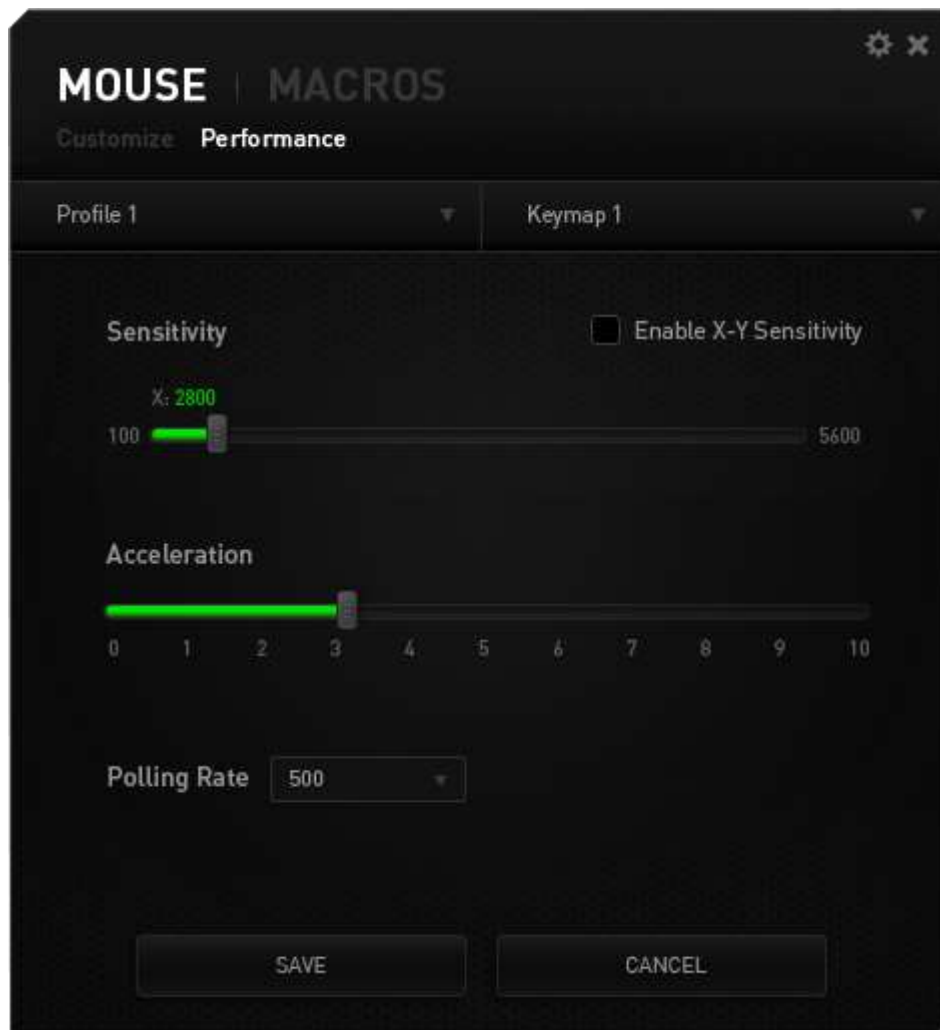 MOUSE | MACROS
Customize Performance
Profile 1 Keymap 1
Sensitivity Enable X-Y Sensitivity
X: 2800
100 5600
Acceleration
0 1 2 3 4 5 6 7 8 9 10
Polling Rate 500
SAVE CANCEL